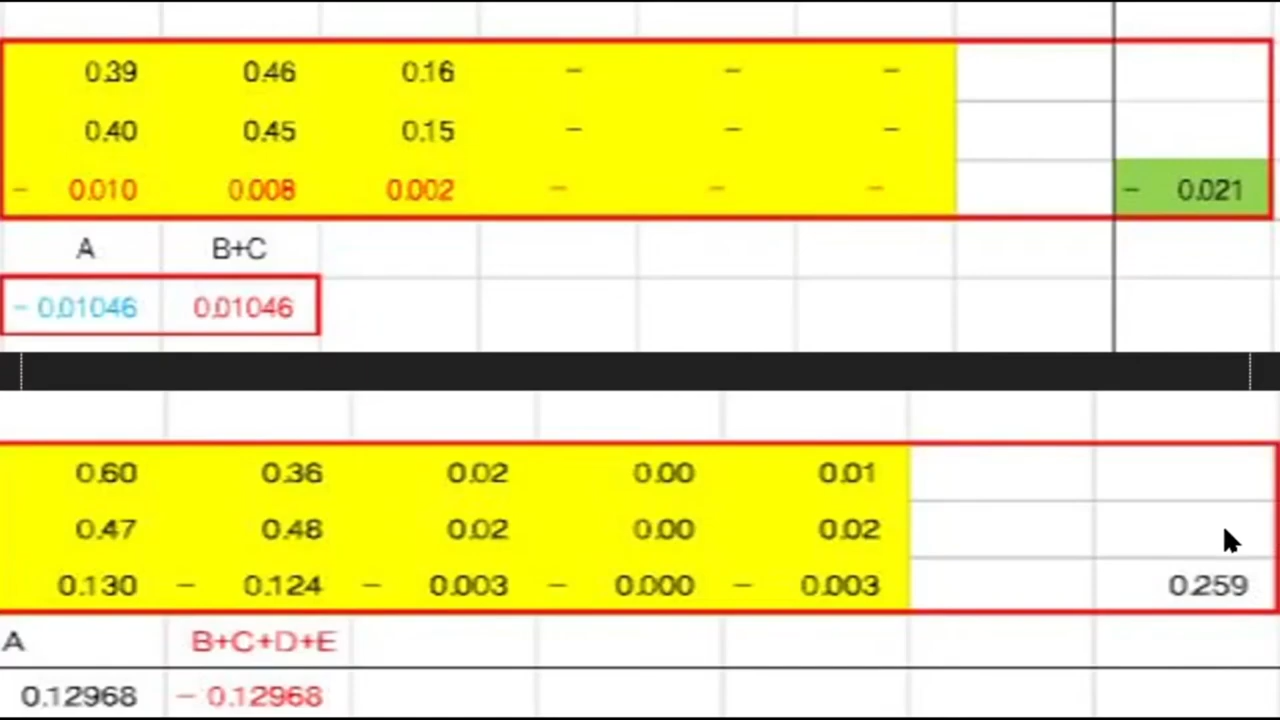 0.39 0.46 0.16 – – –
0.40 0.45 0.15 – – –
– 0.010 0.008 0.002 – – – – 0.021
A B+C
– 0.01046 0.01046
0.60 0.36 0.02 0.00 0.01
0.47 0.48 0.02 0.00 0.02
0.130 – 0.124 – 0.003 – 0.000 – 0.003 0.259
A B+C+D+E
0.12968 – 0.12968